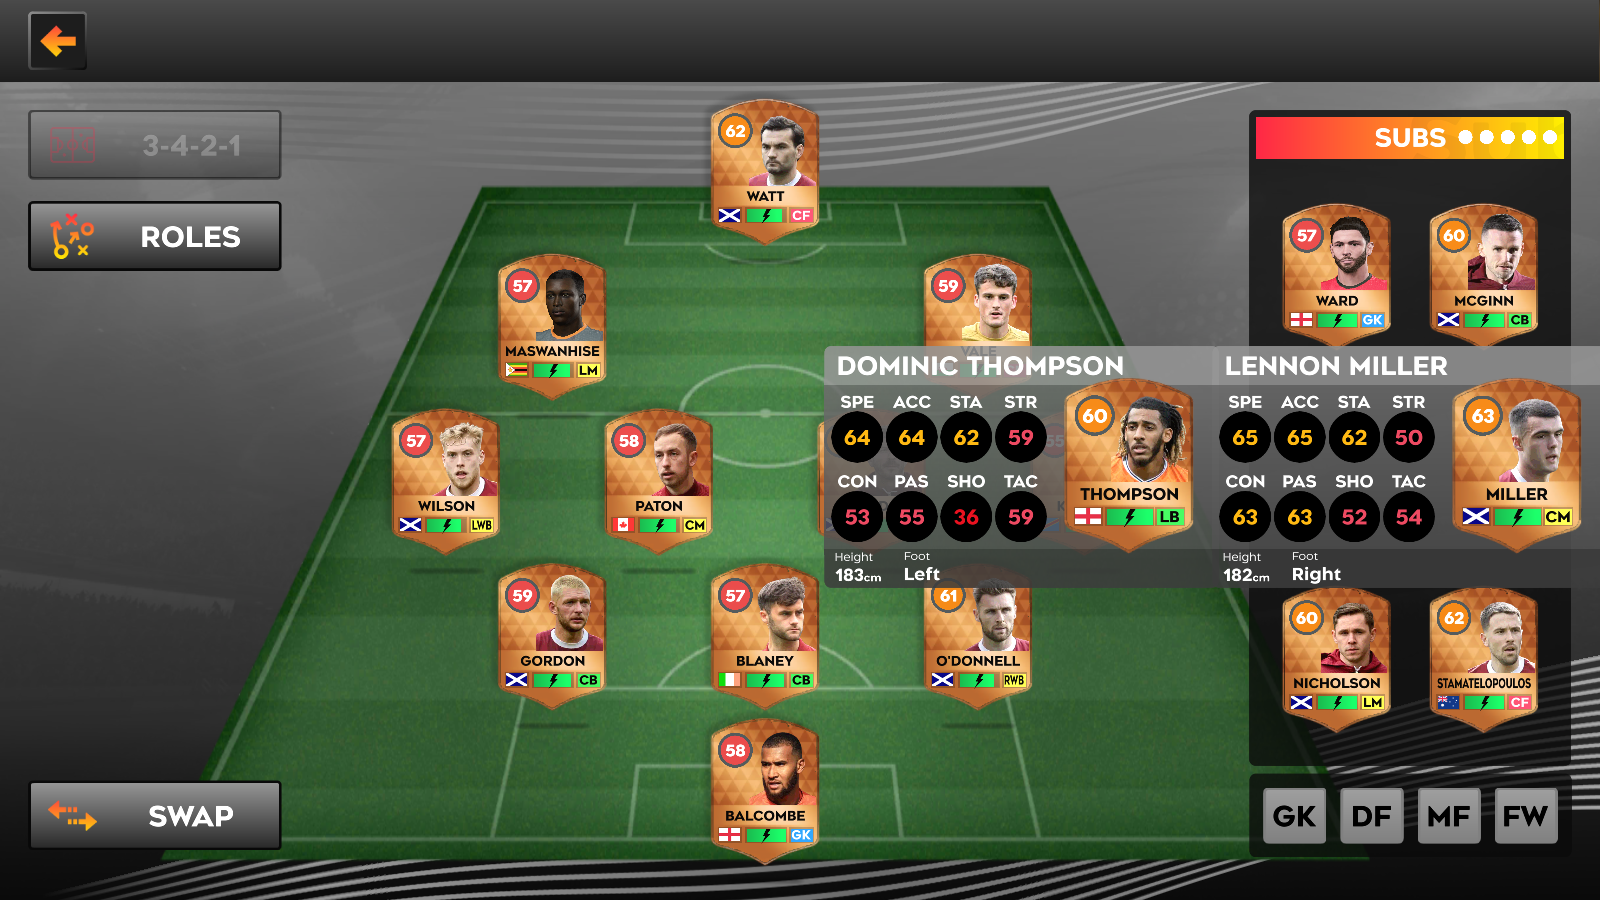 3-4-2-1
ROLES
SWAP
62
WATT
CF
57
MASWANHISE
LM
59
VALE
57
WILSON
LWB
58
PATON
CM
55
59
GORDON
CB
57
BLANEY
CB
61
O'DONNELL
RWB
58
BALCOMBE
GK
DOMINIC THOMPSON
SPE ACC STA STR
64 64 62 59
CON PAS SHO TAC
53 55 36 59
Height Foot
183cm Left
60
THOMPSON
LB
LENNON MILLER
SPE ACC STA STR
65 65 62 50
CON PAS SHO TAC
63 63 52 54
Height Foot
182cm Right
63
MILLER
CM
SUBS
57
WARD
GK
60
MCGINN
CB
60
NICHOLSON
LM
62
STAMATELOPOULOS
CF
GK DF MF FW